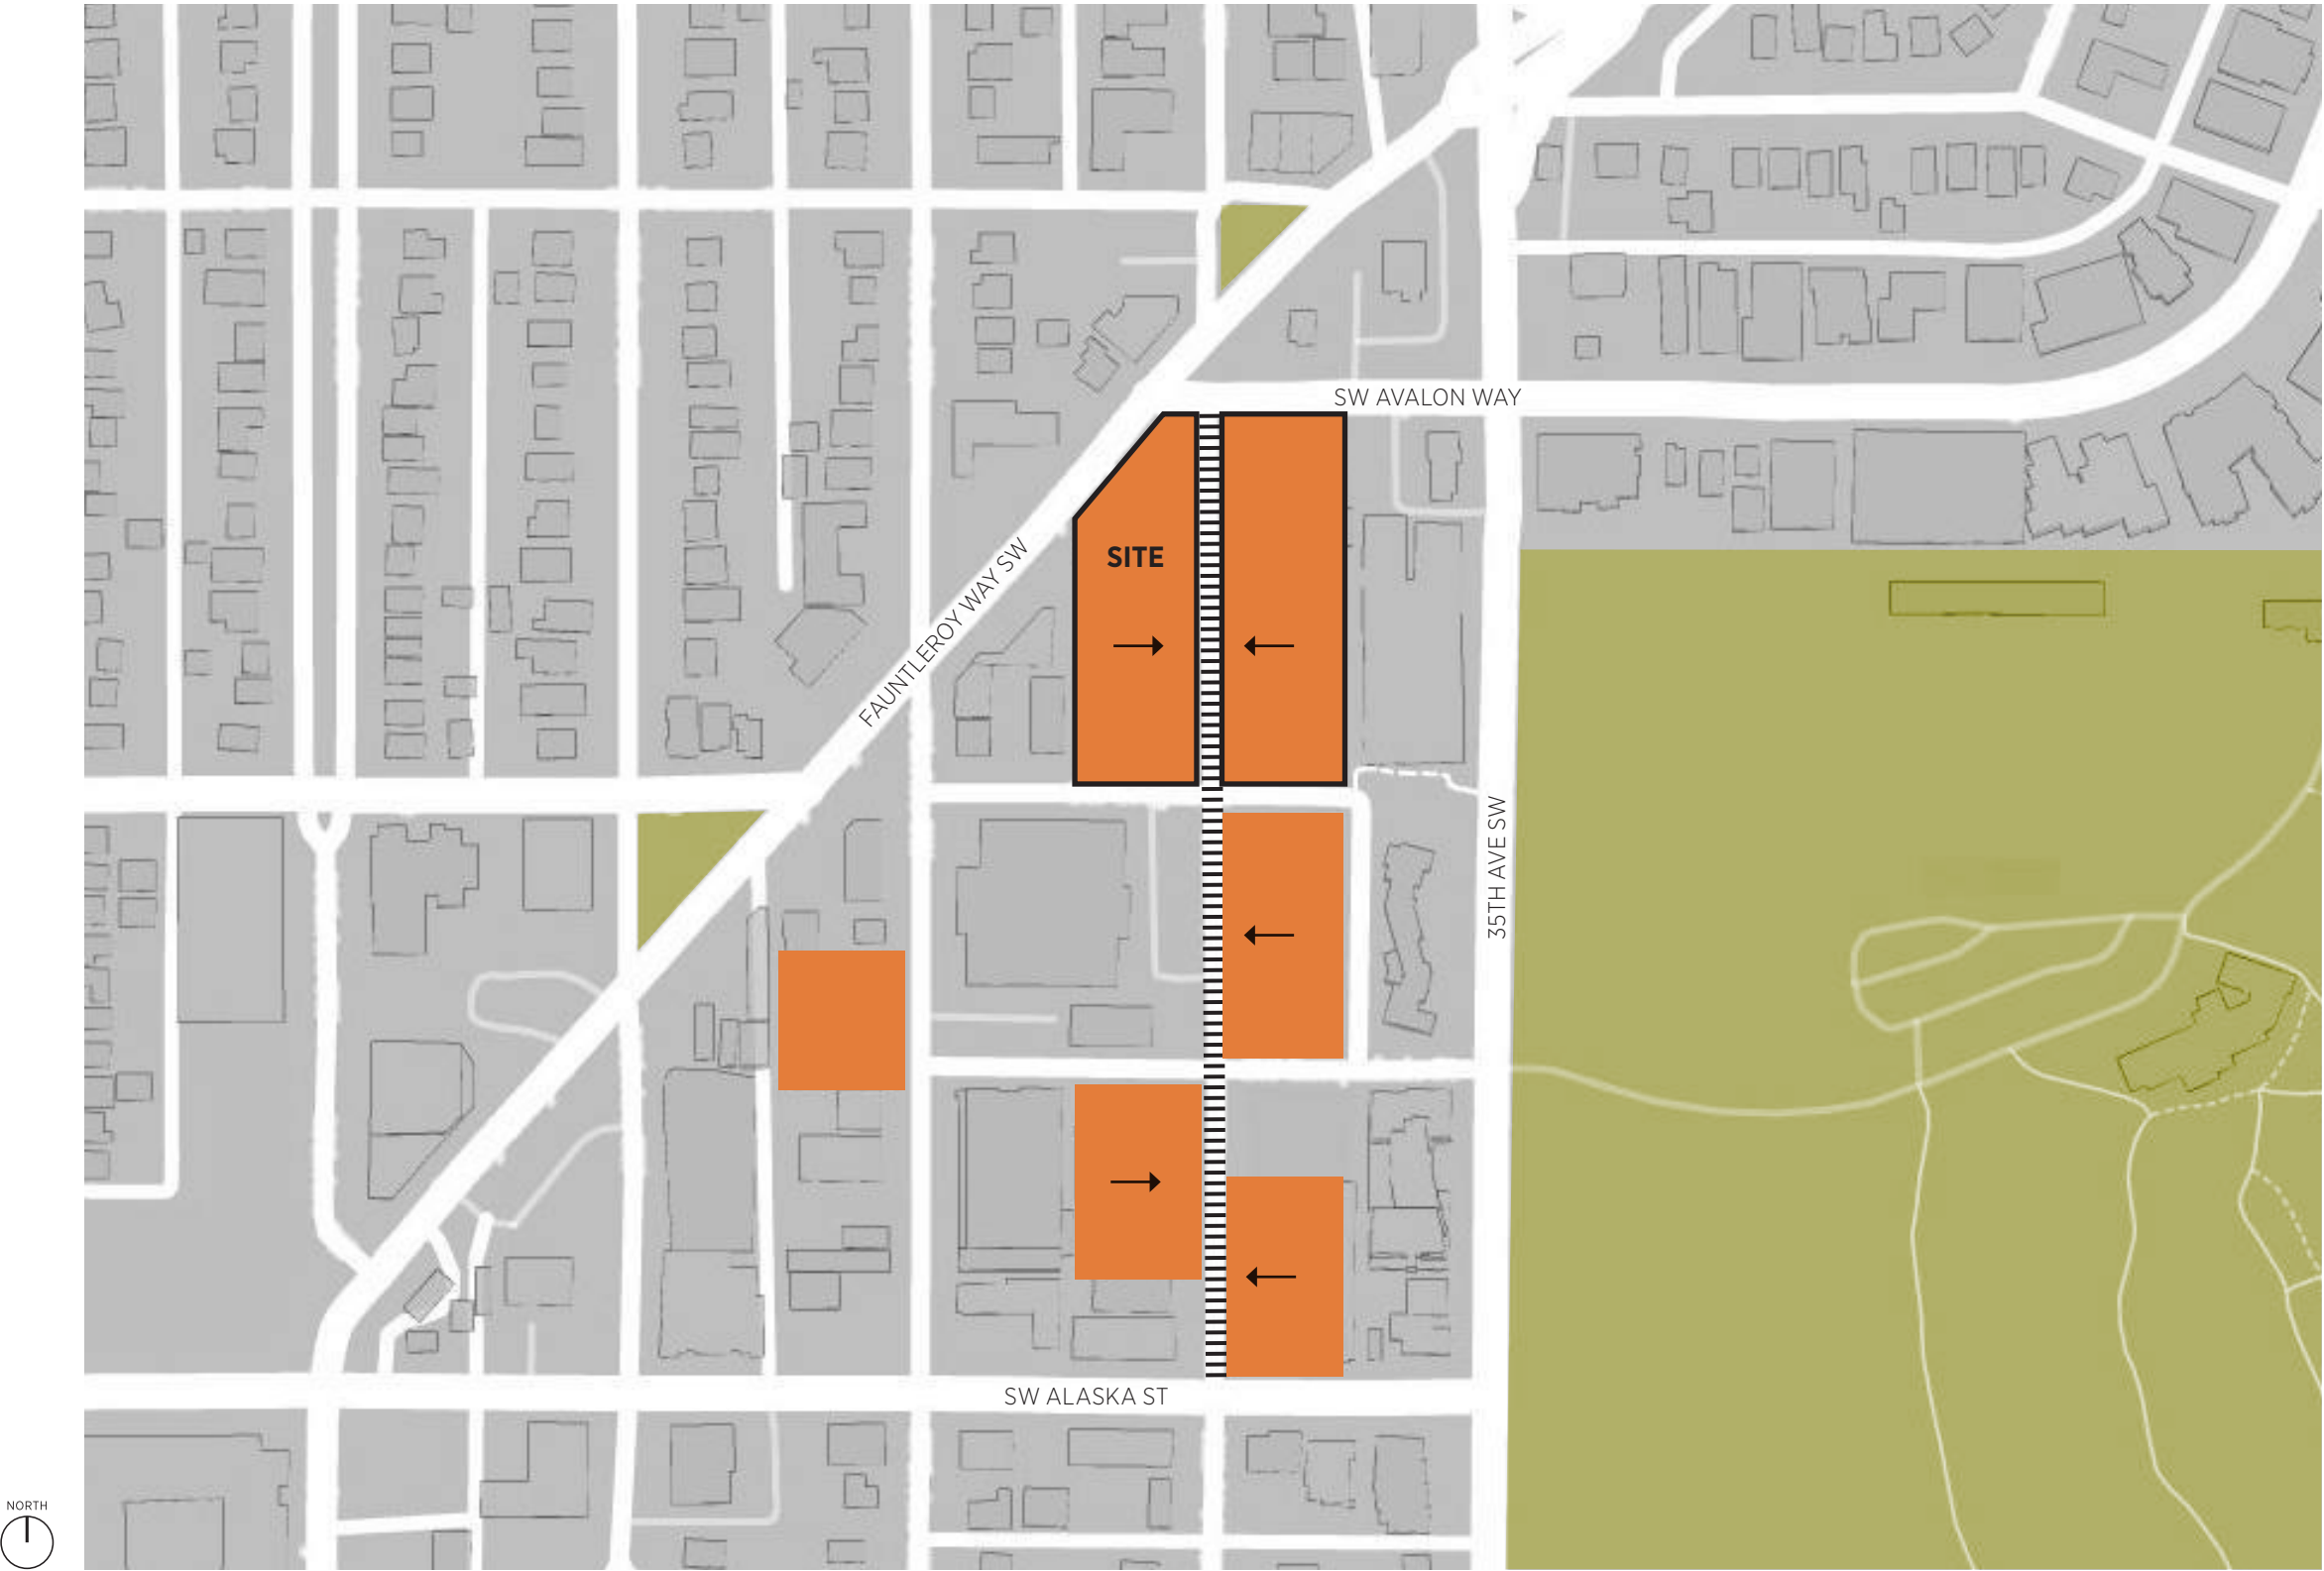 SW AVALON WAY
SITE
FAUNTLEROY WAY SW
35TH AVE SW
SW ALASKA ST
NORTH